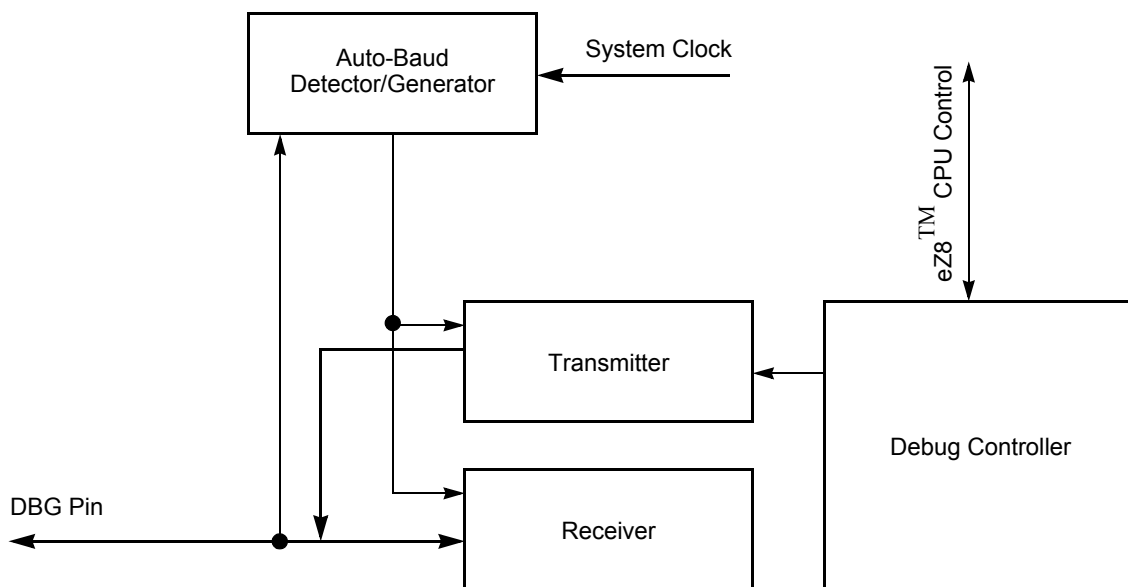 Auto-Baud
Detector/Generator
System Clock
eZ8™ CPU Control
Transmitter
Debug Controller
DBG Pin
Receiver